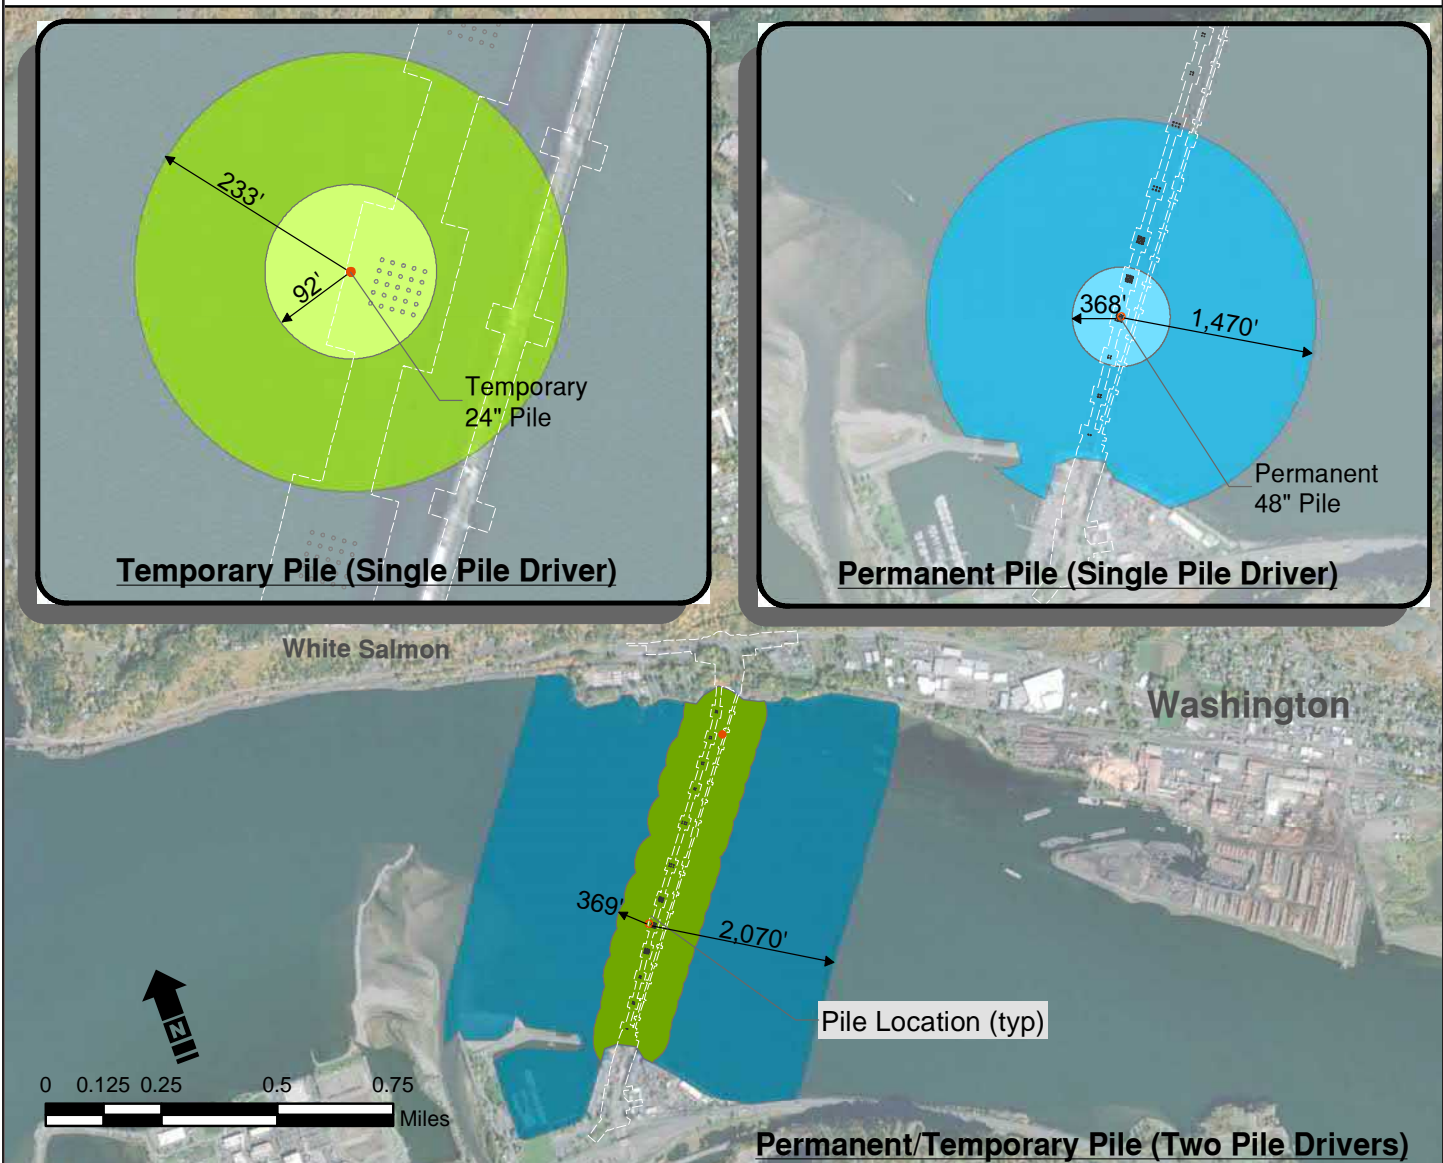 233'
92'
Temporary
24" Pile
Temporary Pile (Single Pile Driver)
368'
1,470'
Permanent
48" Pile
Permanent Pile (Single Pile Driver)
White Salmon
Washington
369'
2,070'
Pile Location (typ)
N
0 0.125 0.25 0.5 0.75
Miles
Permanent/Temporary Pile (Two Pile Drivers)